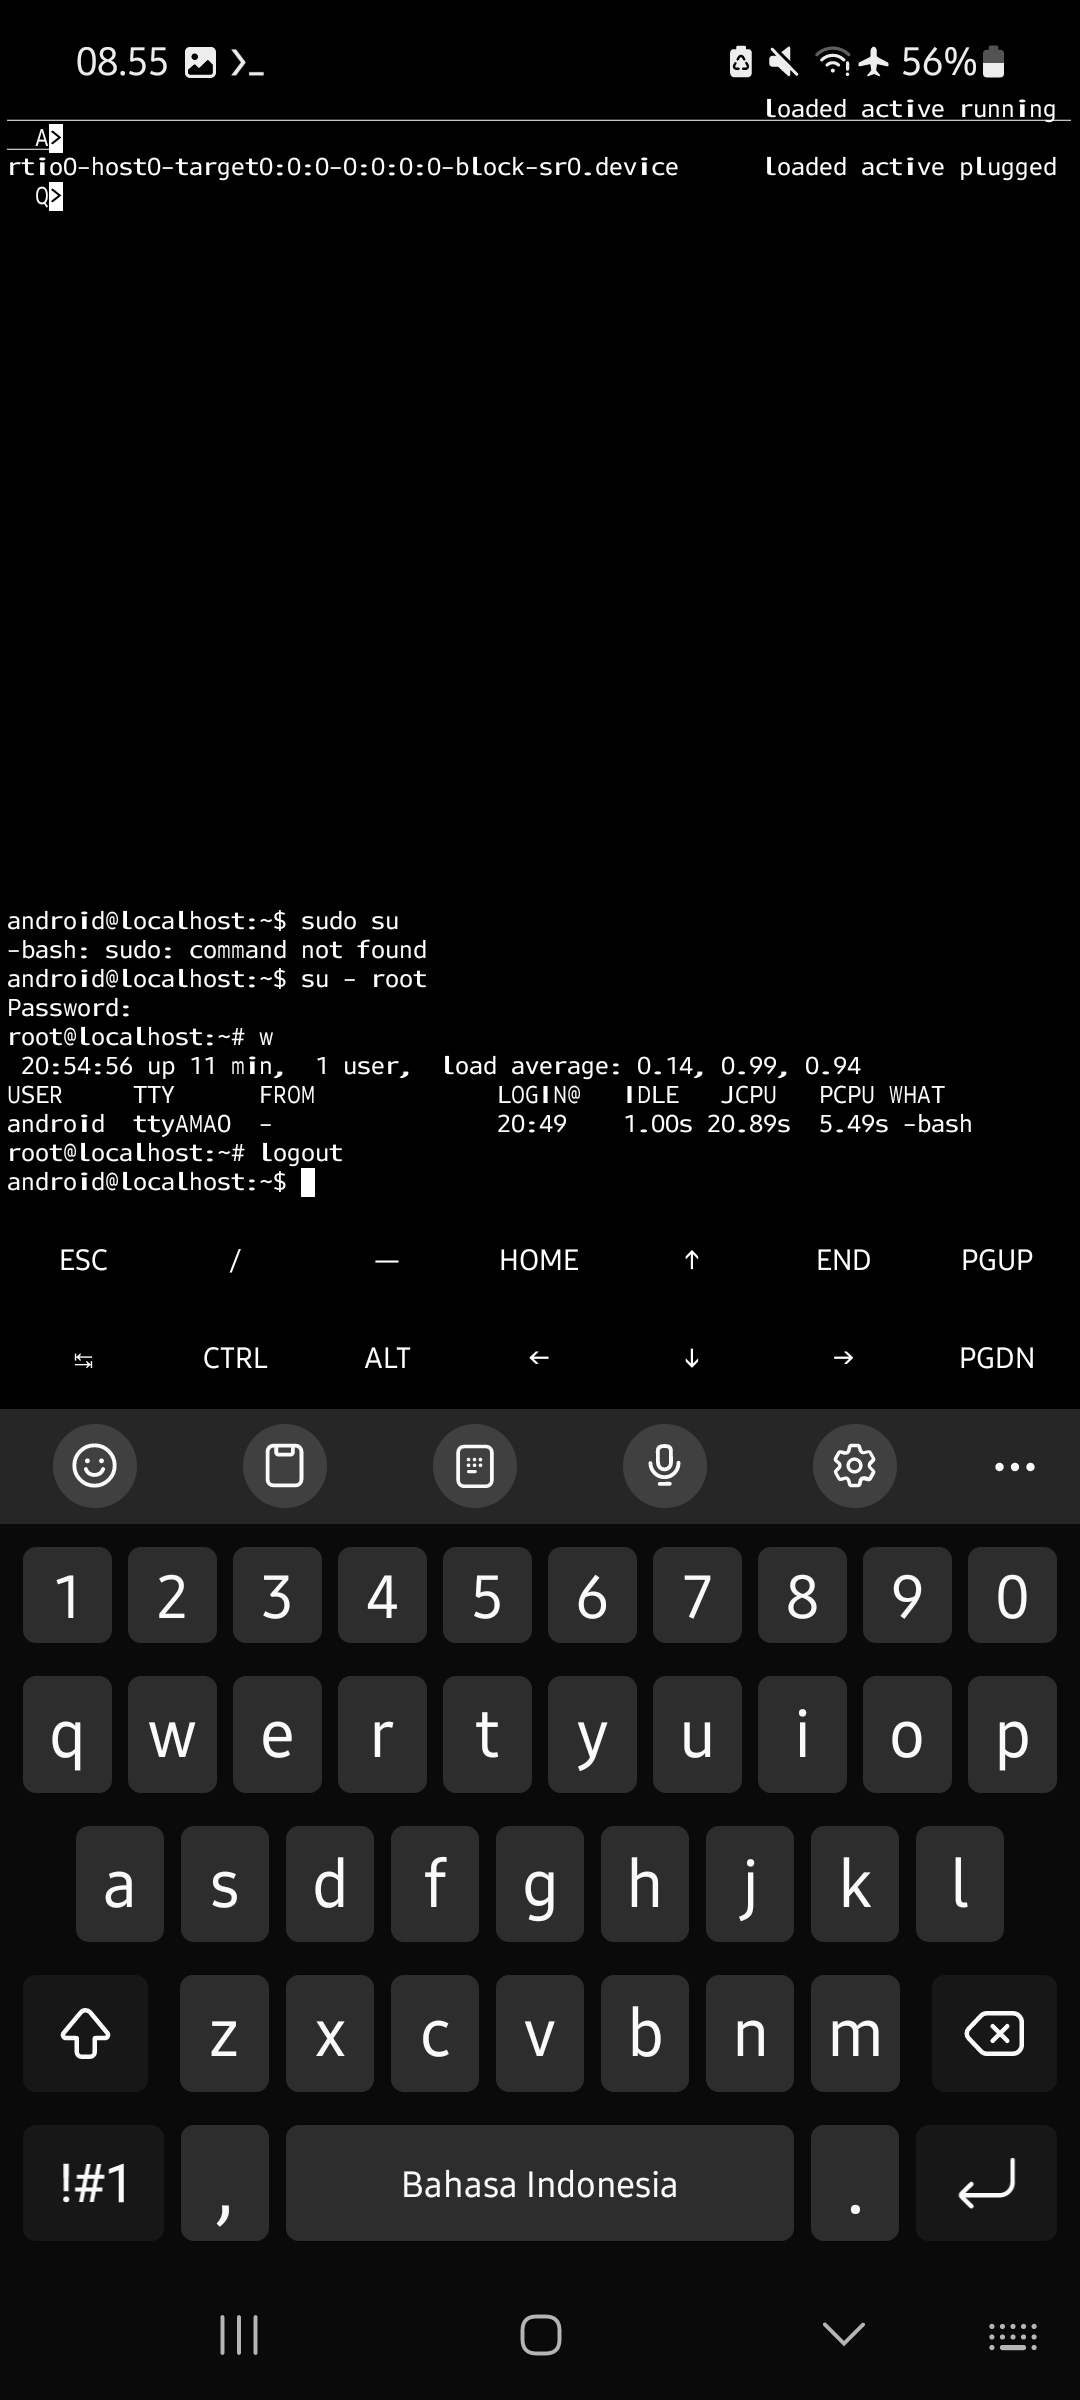 08.55 56%
loaded active running
A>
rtio0-host0-target0:0:0-0:0:0:0-block-sr0.device loaded active plugged
Q>
android@localhost:~$ sudo su
-bash: sudo: command not found
android@localhost:~$ su - root
Password:
root@localhost:~# w
20:54:56 up 11 min, 1 user, load average: 0.14, 0.99, 0.94
USER TTY FROM LOGIN@ IDLE JCPU PCPU WHAT
android ttyAMA0 - 20:49 1.00s 20.89s 5.49s -bash
root@localhost:~# logout
android@localhost:~$
ESC / — HOME ↑ END PGUP
↹ CTRL ALT ← ↓ → PGDN
1 2 3 4 5 6 7 8 9 0
q w e r t y u i o p
a s d f g h j k l
z x c v b n m
!#1 , Bahasa Indonesia .